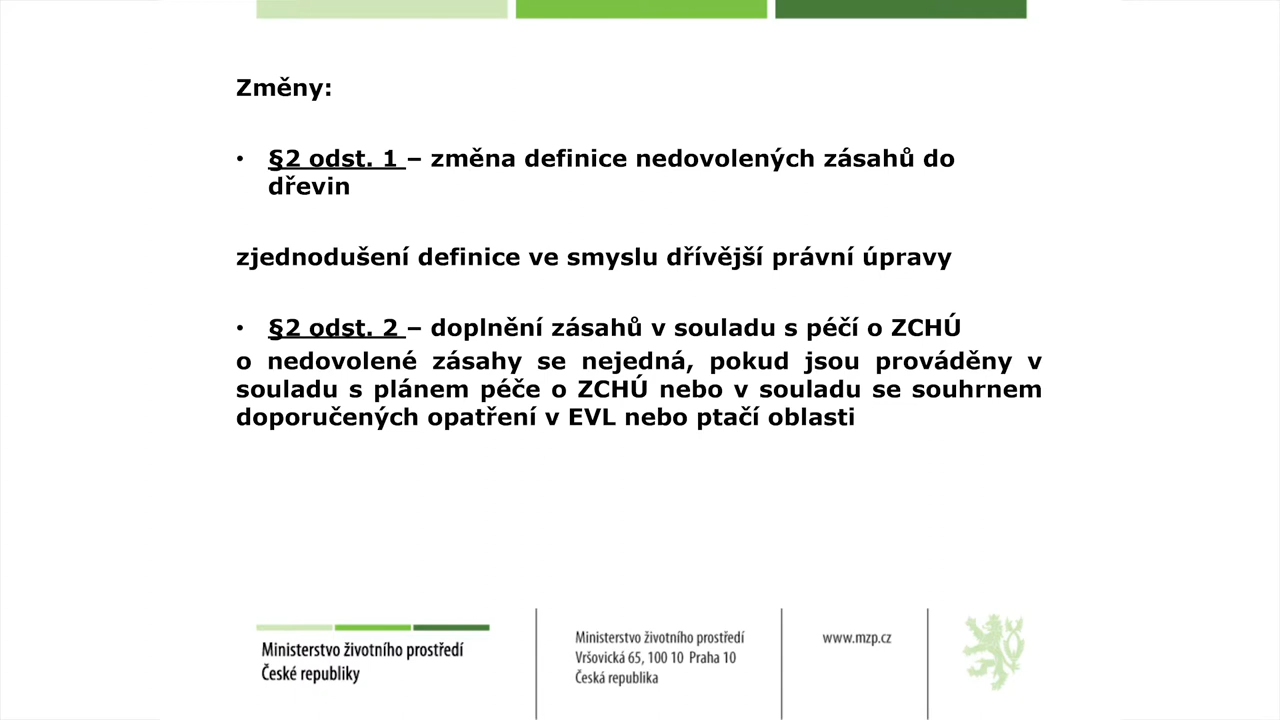 Změny:
• §2 odst. 1 – změna definice nedovolených zásahů do
dřevin
zjednodušení definice ve smyslu dřívější právní úpravy
• §2 odst. 2 – doplnění zásahů v souladu s péčí o ZCHÚ
o nedovolené zásahy se nejedná, pokud jsou prováděny v
souladu s plánem péče o ZCHÚ nebo v souladu se souhrnem
doporučených opatření v EVL nebo ptačí oblasti
Ministerstvo životního prostředí
České republiky
Ministerstvo životního prostředí
Vršovická 65, 100 10 Praha 10
Česká republika
www.mzp.cz